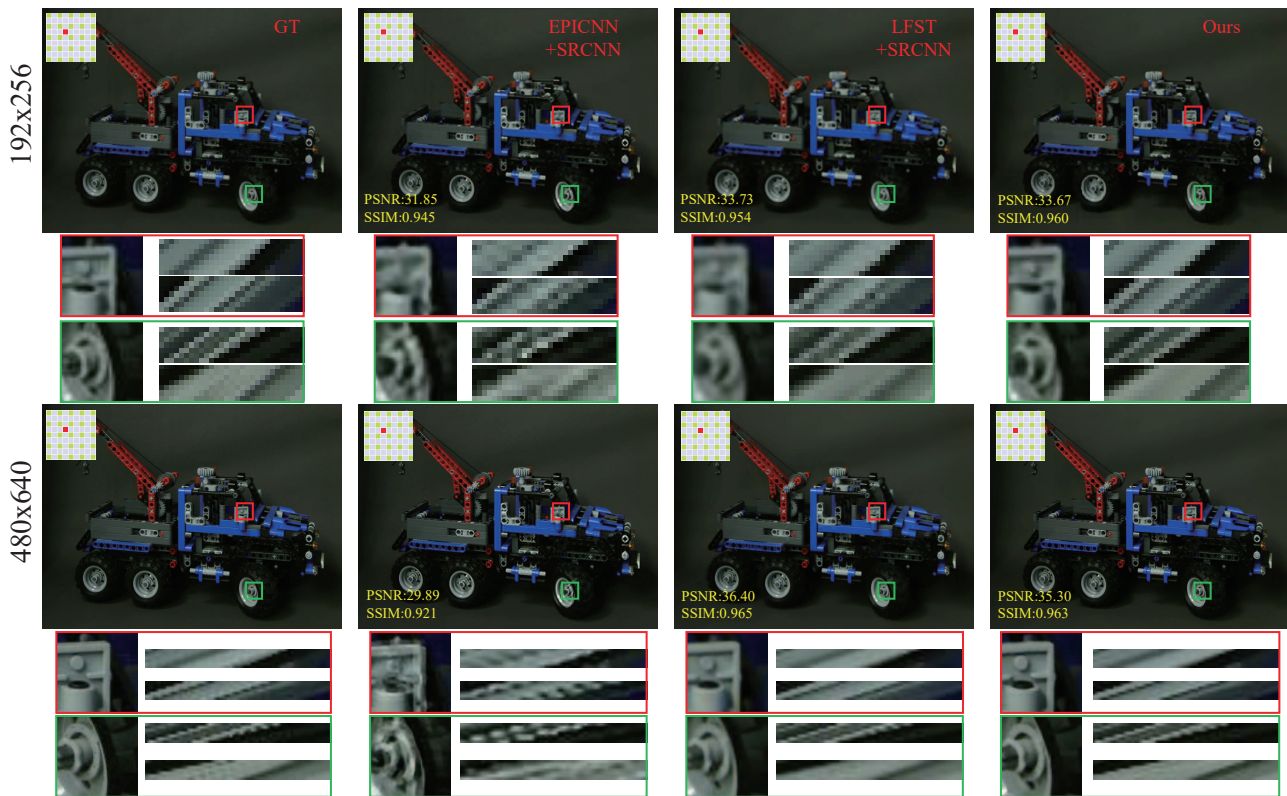 192x256
GT
EPICNN
+SRCNN
LFST
+SRCNN
Ours
PSNR:31.85
SSIM:0.945
PSNR:33.73
SSIM:0.954
PSNR:33.67
SSIM:0.960
480x640
PSNR:29.89
SSIM:0.921
PSNR:36.40
SSIM:0.965
PSNR:35.30
SSIM:0.963